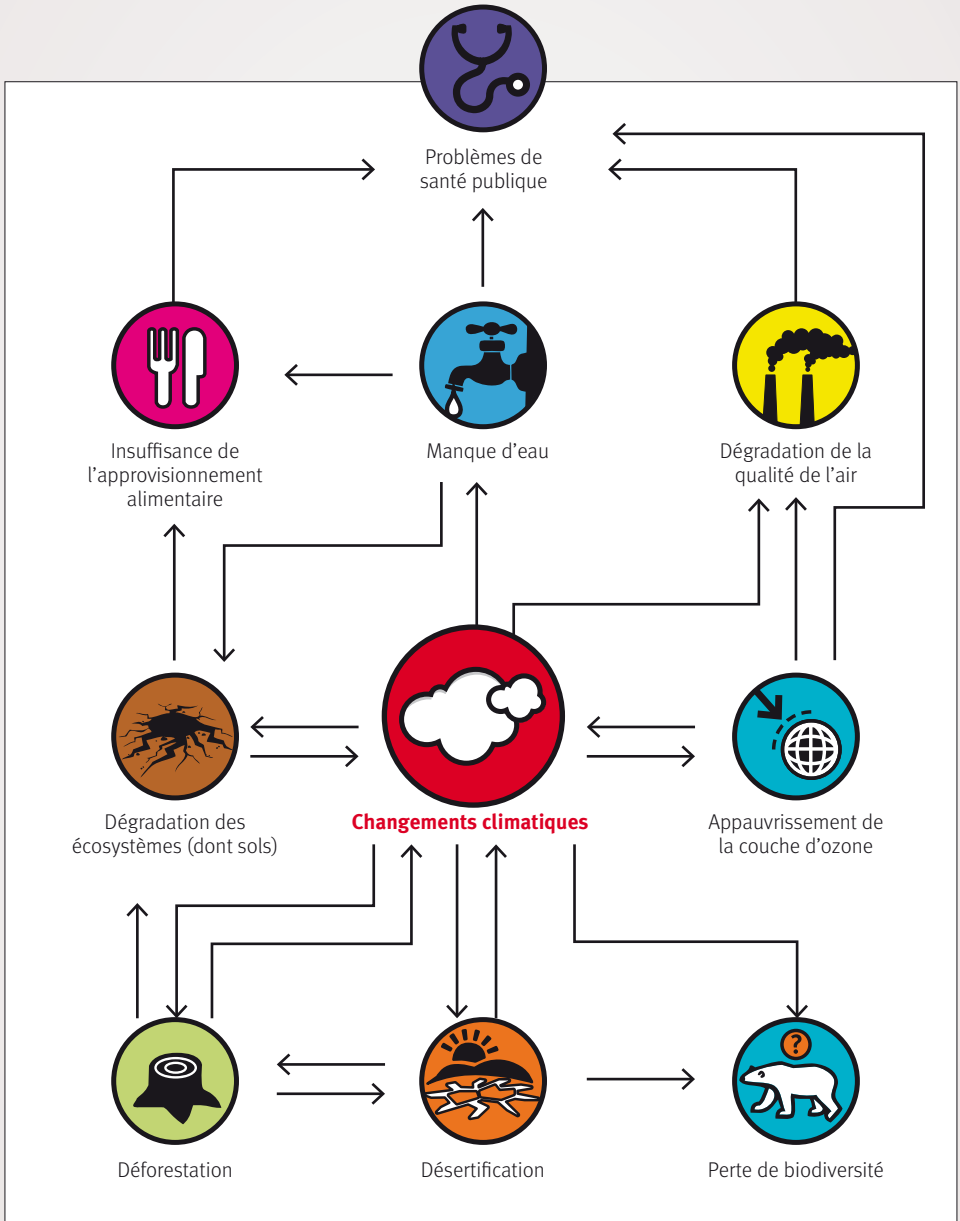 Problèmes de
santé publique
Insuffisance de
l'approvisionnement
alimentaire
Manque d'eau
Dégradation de la
qualité de l'air
Dégradation des
écosystèmes (dont sols)
Changements climatiques
Appauvrissement de
la couche d'ozone
?
Déforestation
Désertification
Perte de biodiversité